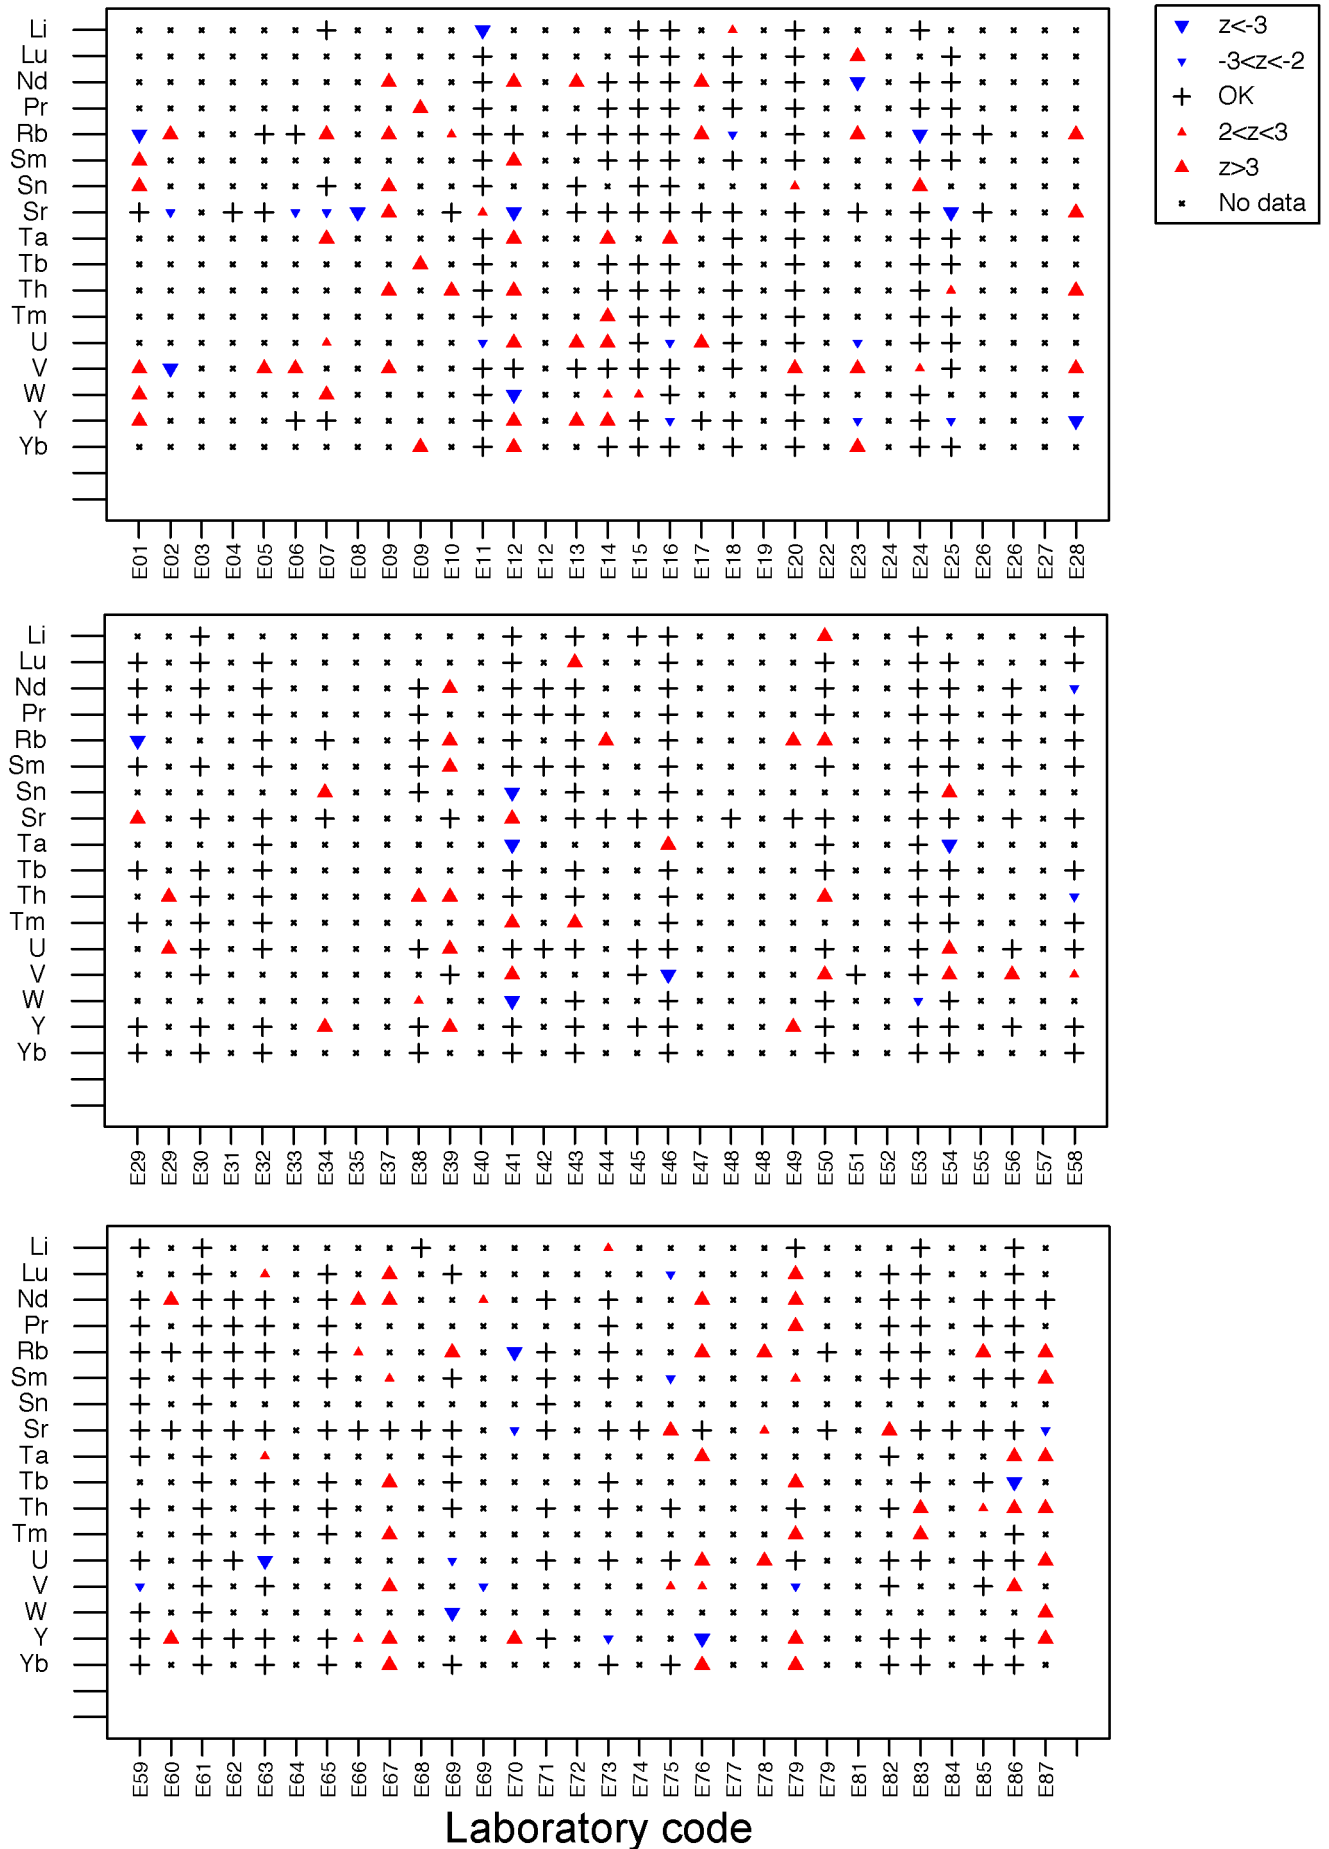 Li
Lu
Nd
Pr
Rb
Sm
Sn
Sr
Ta
Tb
Th
Tm
U
V
W
Y
Yb
E01 E02 E03 E04 E05 E06 E07 E08 E09 E09 E10 E11 E12 E12 E13 E14 E15 E16 E17 E18 E19 E20 E22 E23 E24 E24 E25 E26 E26 E27 E28
z<-3
-3<z<-2
OK
2<z<3
z>3
No data
Li
Lu
Nd
Pr
Rb
Sm
Sn
Sr
Ta
Tb
Th
Tm
U
V
W
Y
Yb
E29 E29 E30 E31 E32 E33 E34 E35 E37 E38 E39 E40 E41 E42 E43 E44 E45 E46 E47 E48 E48 E49 E50 E51 E52 E53 E54 E55 E56 E57 E58
Li
Lu
Nd
Pr
Rb
Sm
Sn
Sr
Ta
Tb
Th
Tm
U
V
W
Y
Yb
E59 E60 E61 E62 E63 E64 E65 E66 E67 E68 E69 E69 E70 E71 E72 E73 E74 E75 E76 E77 E78 E79 E79 E81 E82 E83 E84 E85 E86 E87
Laboratory code